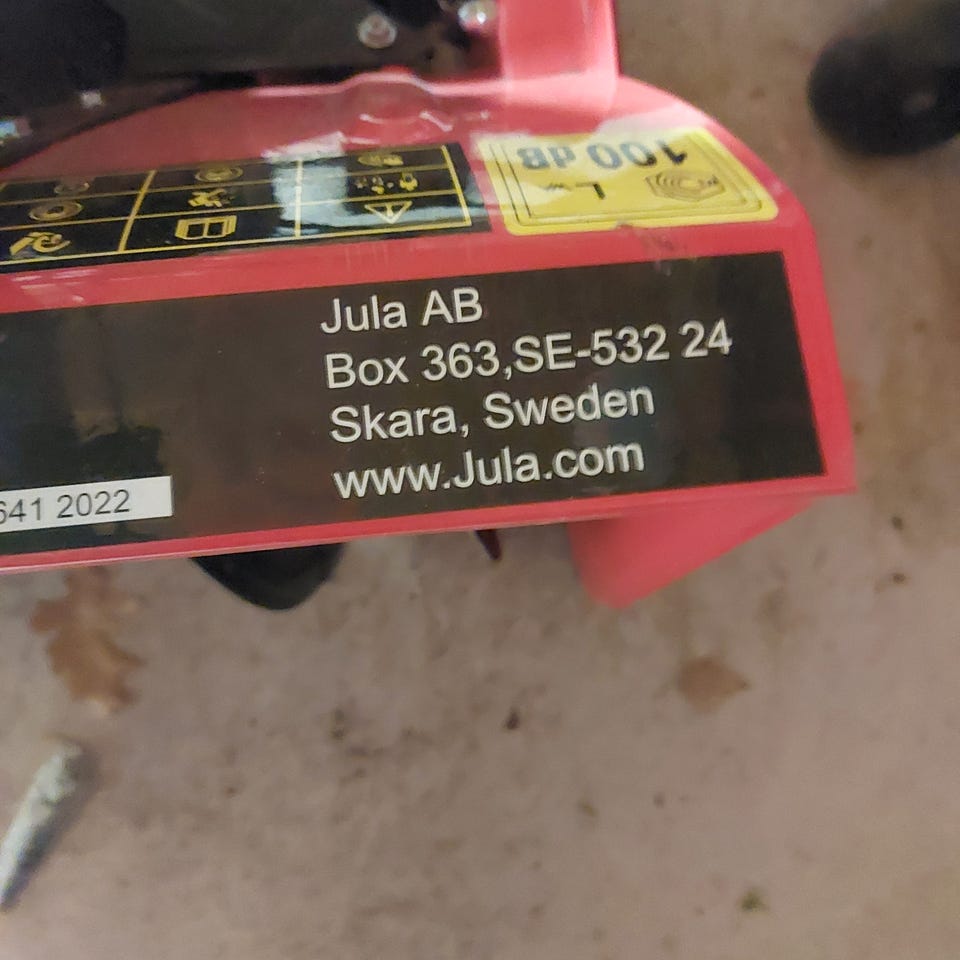 100 dB
L
Jula AB
Box 363,SE-532 24
Skara, Sweden
www.Jula.com
641 2022